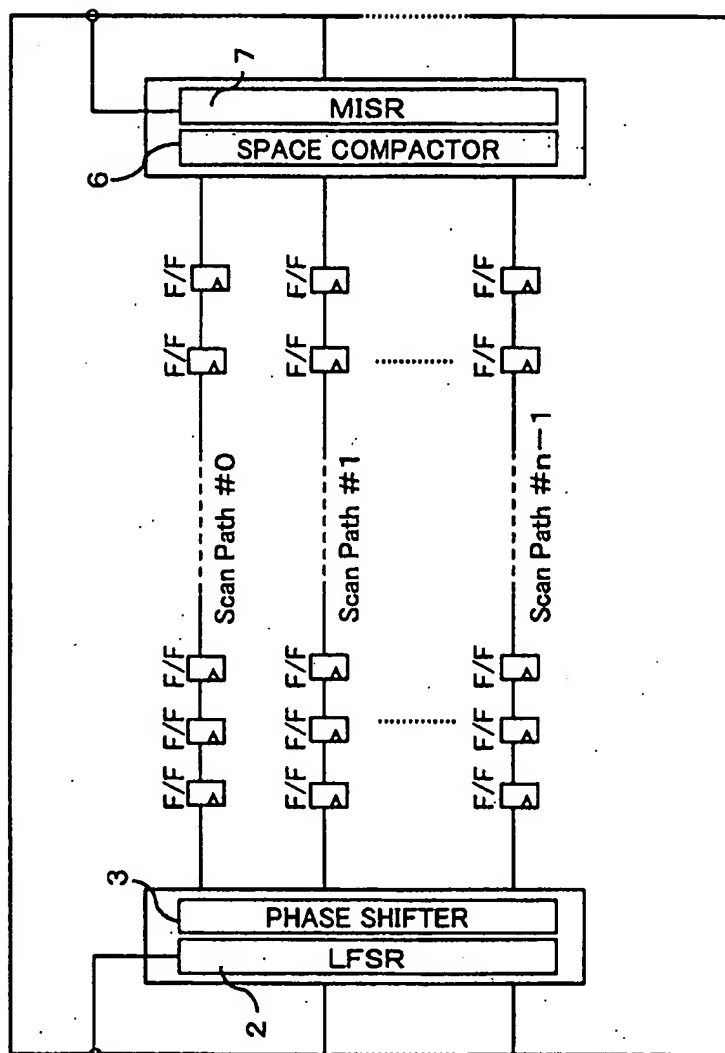 7
MISR
6
SPACE COMPACTOR
F/F
F/F
F/F
F/F
F/F
F/F
Scan Path #0
Scan Path #1
Scan Path #n-1
F/F
F/F
F/F
F/F
F/F
F/F
F/F
F/F
F/F
3
PHASE SHIFTER
LFSR
2